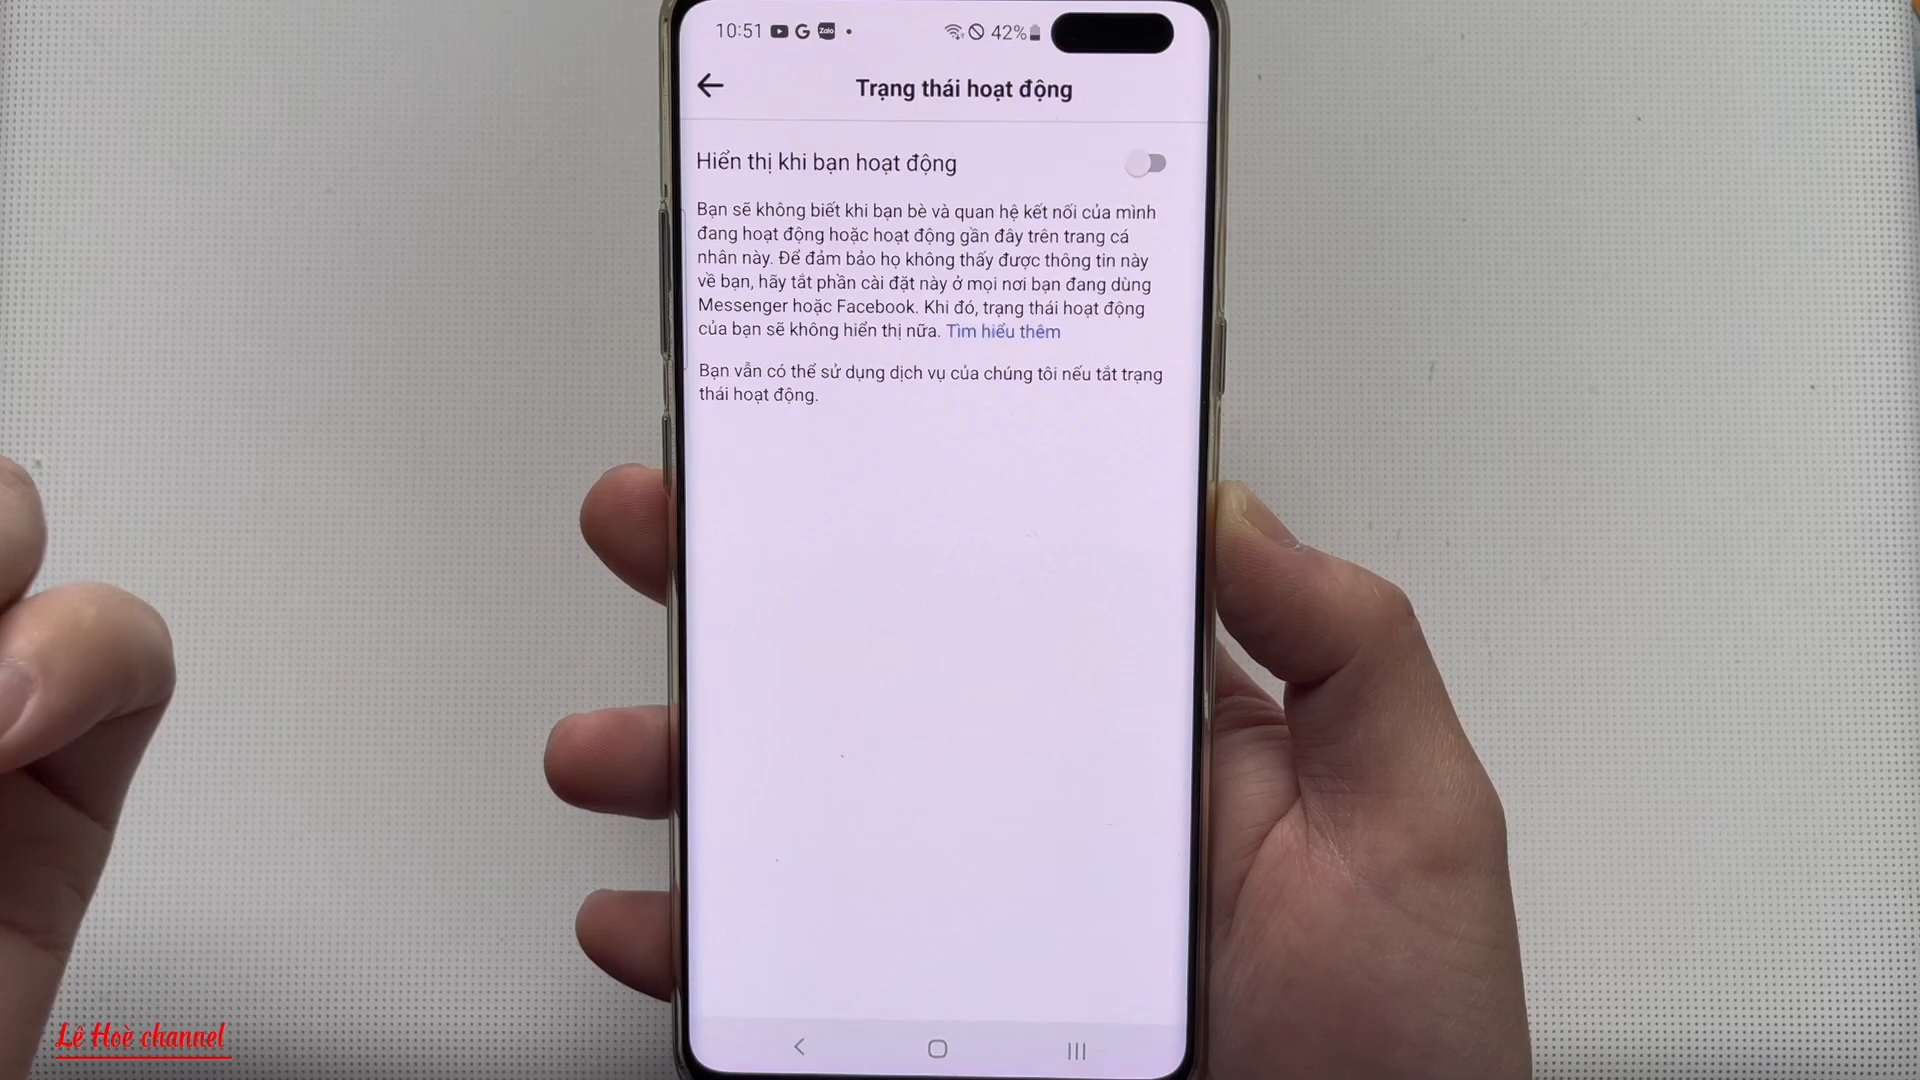 10:51 G Zalo 42%
Trạng thái hoạt động
Hiển thị khi bạn hoạt động
Bạn sẽ không biết khi bạn bè và quan hệ kết nối của mình
đang hoạt động hoặc hoạt động gần đây trên trang cá
nhân này. Để đảm bảo họ không thấy được thông tin này
về bạn, hãy tắt phần cài đặt này ở mọi nơi bạn đang dùng
Messenger hoặc Facebook. Khi đó, trạng thái hoạt động
của bạn sẽ không hiển thị nữa. Tìm hiểu thêm
Bạn vẫn có thể sử dụng dịch vụ của chúng tôi nếu tắt trạng
thái hoạt động.
Lê Hoè channel